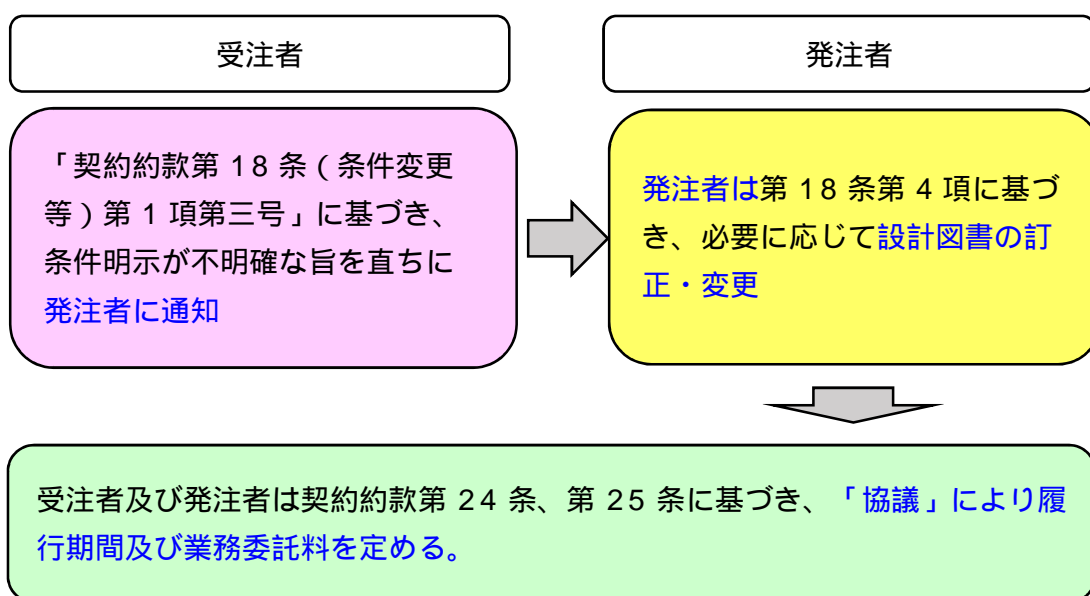 受注者
発注者
「契約約款第 18 条（条件変更
等）第 1 項第三号」に基づき、
条件明示が不明確な旨を直ちに
発注者に通知
発注者は第 18 条第 4 項に基づ
き、必要に応じて設計図書の訂
正・変更
受注者及び発注者は契約約款第 24 条、第 25 条に基づき、「協議」により履
行期間及び業務委託料を定める。